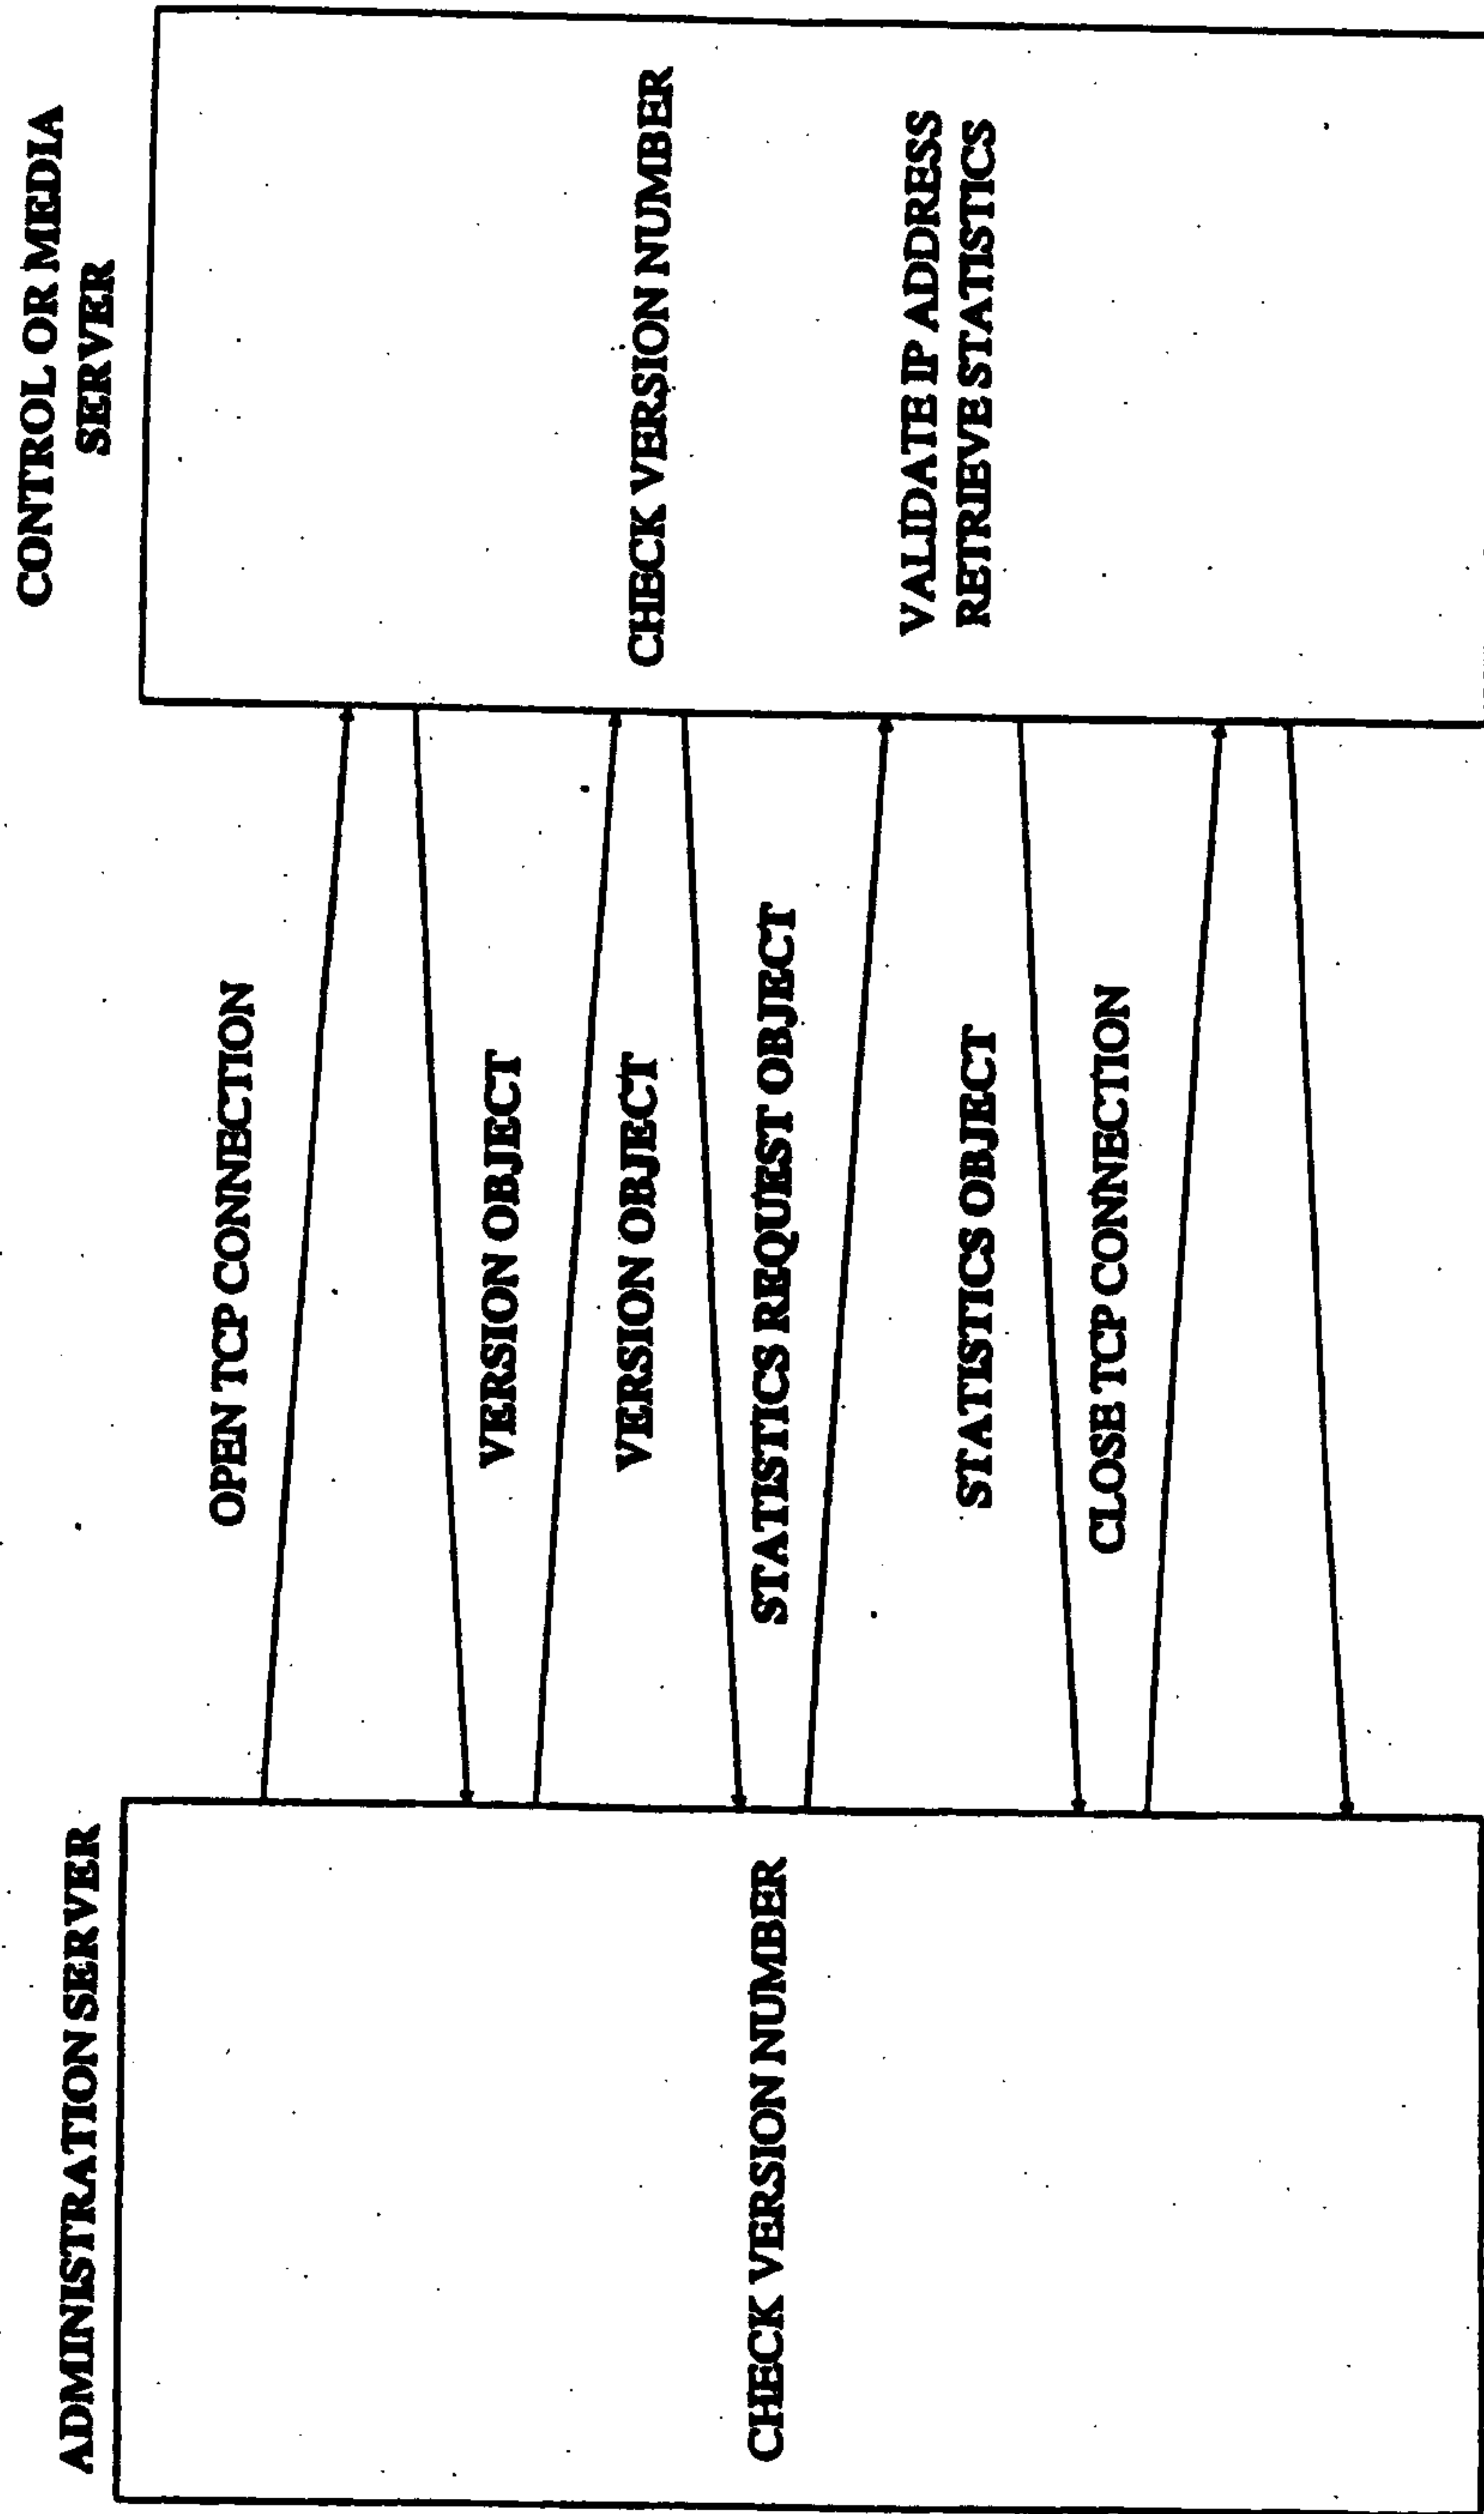 ADMINISTRATION SERVER
CONTROL OR MEDIA
SERVER
OPEN TCP CONNECTION
VERSION OBJECT
CHECK VERSION NUMBER
VERSION OBJECT
CHECK VERSION NUMBER
STATISTICS REQUEST OBJECT
VALIDATE IP ADDRESS
RETRIEVE STATISTICS
STATISTICS OBJECT
CLOSE TCP CONNECTION